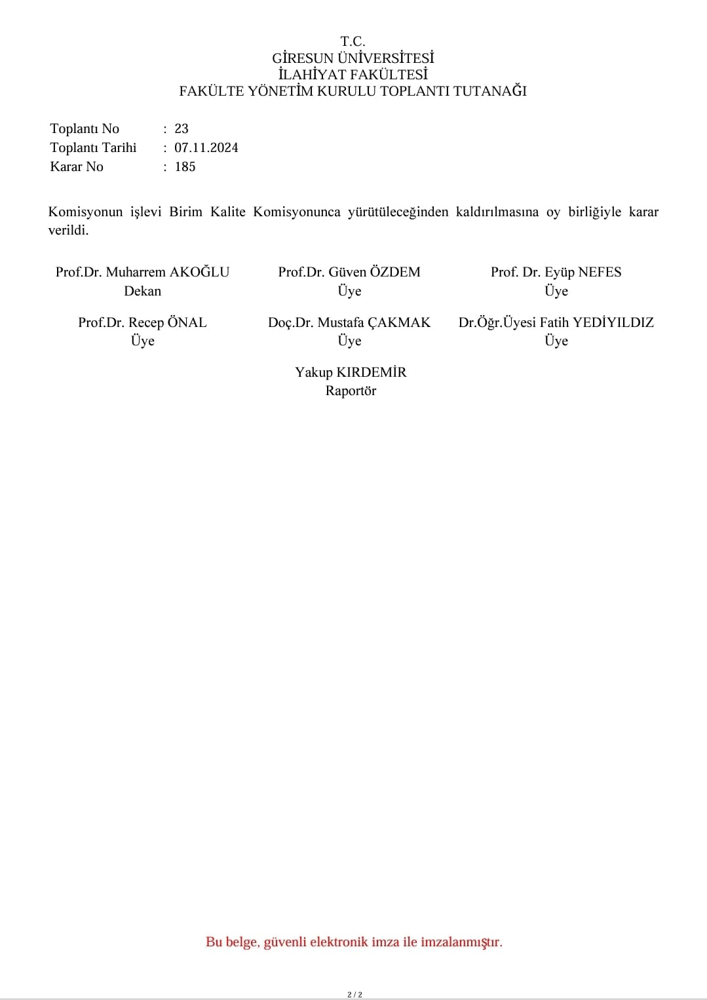 T.C.
GİRESUN ÜNİVERSİTESİ
İLAHİYAT FAKÜLTESİ
FAKÜLTE YÖNETİM KURULU TOPLANTI TUTANAĞI
Toplantı No : 23
Toplantı Tarihi : 07.11.2024
Karar No : 185
Komisyonun işlevi Birim Kalite Komisyonunca yürütüleceğinden kaldırılmasına oy birliğiyle karar
verildi.
Prof.Dr. Muharrem AKOĞLU Prof.Dr. Güven ÖZDEM Prof. Dr. Eyüp NEFES
Dekan Üye Üye
Prof.Dr. Recep ÖNAL Doç.Dr. Mustafa ÇAKMAK Dr.Öğr.Üyesi Fatih YEDİYILDIZ
Üye Üye Üye
Yakup KIRDEMİR
Raportör
Bu belge, güvenli elektronik imza ile imzalanmıştır.
2 / 2